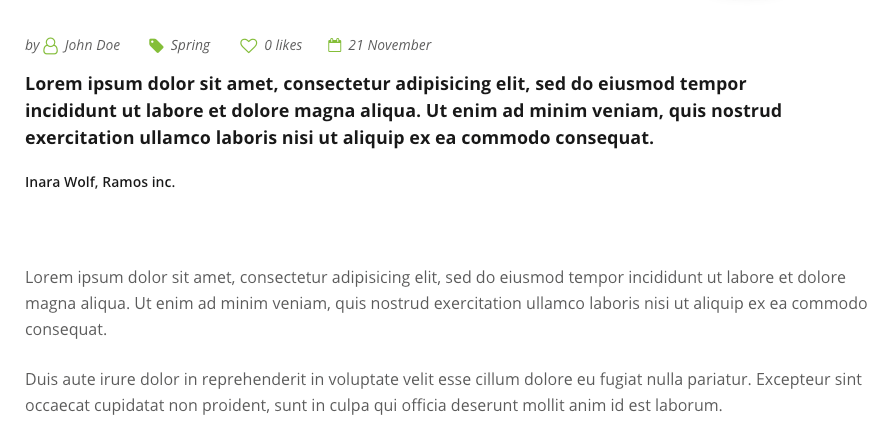 by John Doe Spring 0 likes 21 November
Lorem ipsum dolor sit amet, consectetur adipisicing elit, sed do eiusmod tempor
incididunt ut labore et dolore magna aliqua. Ut enim ad minim veniam, quis nostrud
exercitation ullamco laboris nisi ut aliquip ex ea commodo consequat.
Inara Wolf, Ramos inc.
Lorem ipsum dolor sit amet, consectetur adipisicing elit, sed do eiusmod tempor incididunt ut labore et dolore
magna aliqua. Ut enim ad minim veniam, quis nostrud exercitation ullamco laboris nisi ut aliquip ex ea commodo
consequat.
Duis aute irure dolor in reprehenderit in voluptate velit esse cillum dolore eu fugiat nulla pariatur. Excepteur sint
occaecat cupidatat non proident, sunt in culpa qui officia deserunt mollit anim id est laborum.